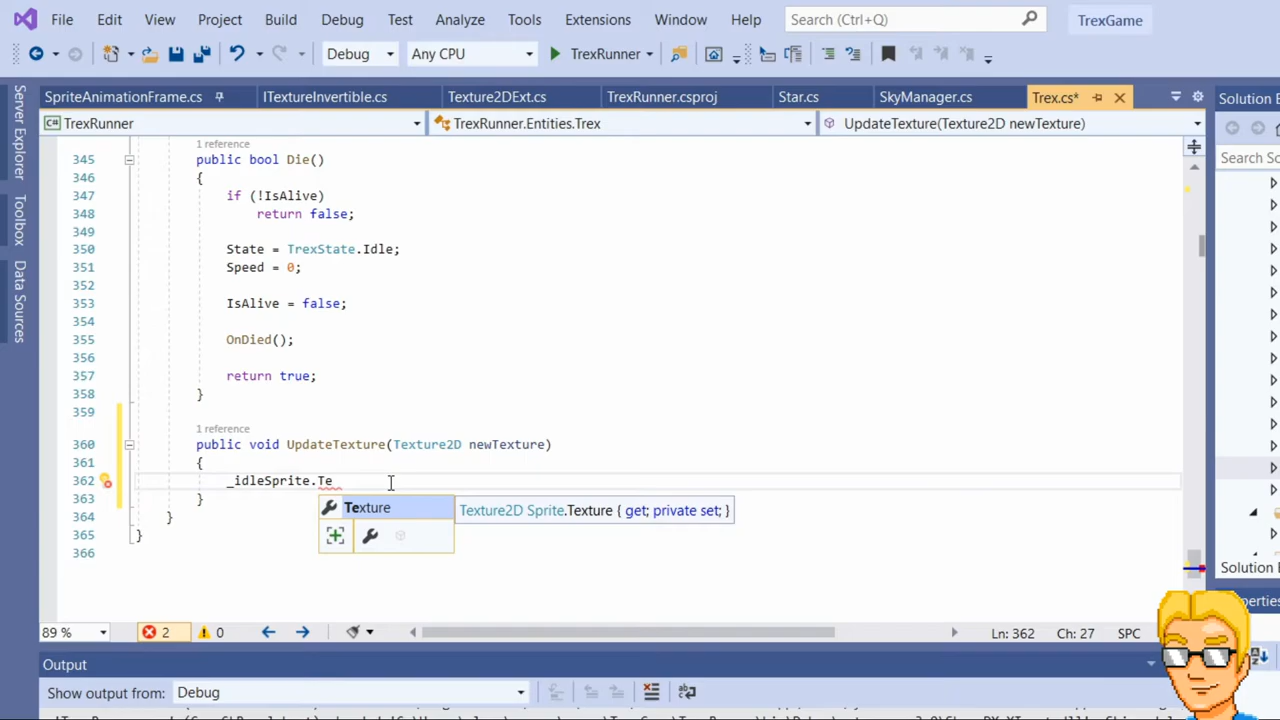 File Edit View Project Build Debug Test Analyze Tools Extensions Window Help Search (Ctrl+Q) TrexGame
Debug Any CPU TrexRunner
SpriteAnimationFrame.cs ITextureInvertible.cs Texture2DExt.cs TrexRunner.csproj Star.cs SkyManager.cs Trex.cs* Solution E
Server Explorer
Toolbox
Data Sources
C# TrexRunner TrexRunner.Entities.Trex UpdateTexture(Texture2D newTexture)
Search So
1 reference
345 public bool Die()
346 {
347 if (!IsAlive)
348 return false;
349
350 State = TrexState.Idle;
351 Speed = 0;
352
353 IsAlive = false;
354
355 OnDied();
356
357 return true;
358 }
359
1 reference
360 public void UpdateTexture(Texture2D newTexture)
361 {
362 _idleSprite.Te
363 }
Texture Texture2D Sprite.Texture { get; private set; }
364 }
365 }
366
Solution E
89 % 2 0 Ln: 362 Ch: 27 SPC
Output
Show output from: Debug